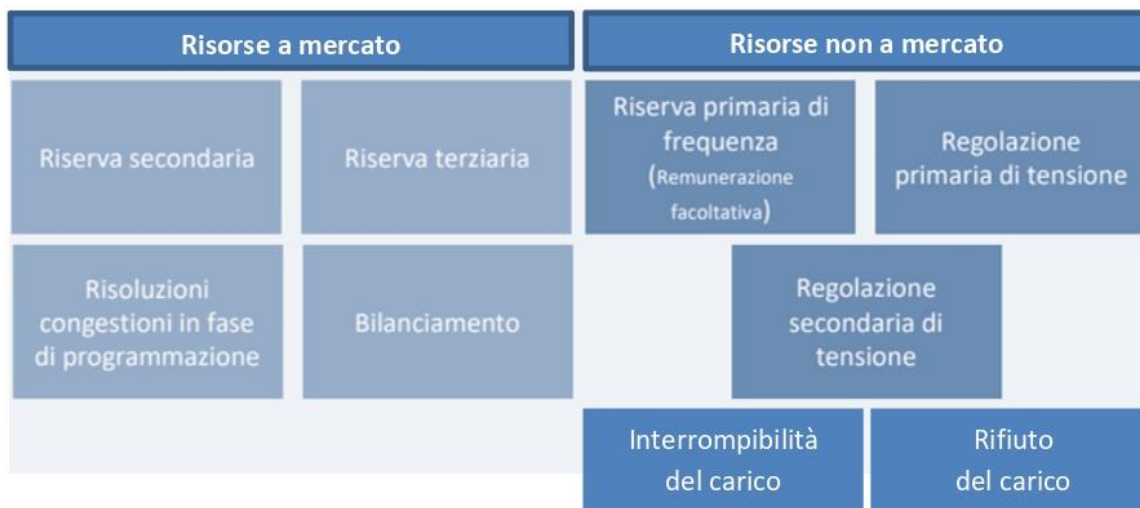 Risorse a mercato
Risorse non a mercato
Riserva secondaria
Riserva terziaria
Riserva primaria di
frequenza
(Remunerazione
facoltativa)
Regolazione
primaria di tensione
Risoluzioni
congestioni in fase
di programmazione
Bilanciamento
Regolazione
secondaria di
tensione
Interrompibilità
del carico
Rifiuto
del carico